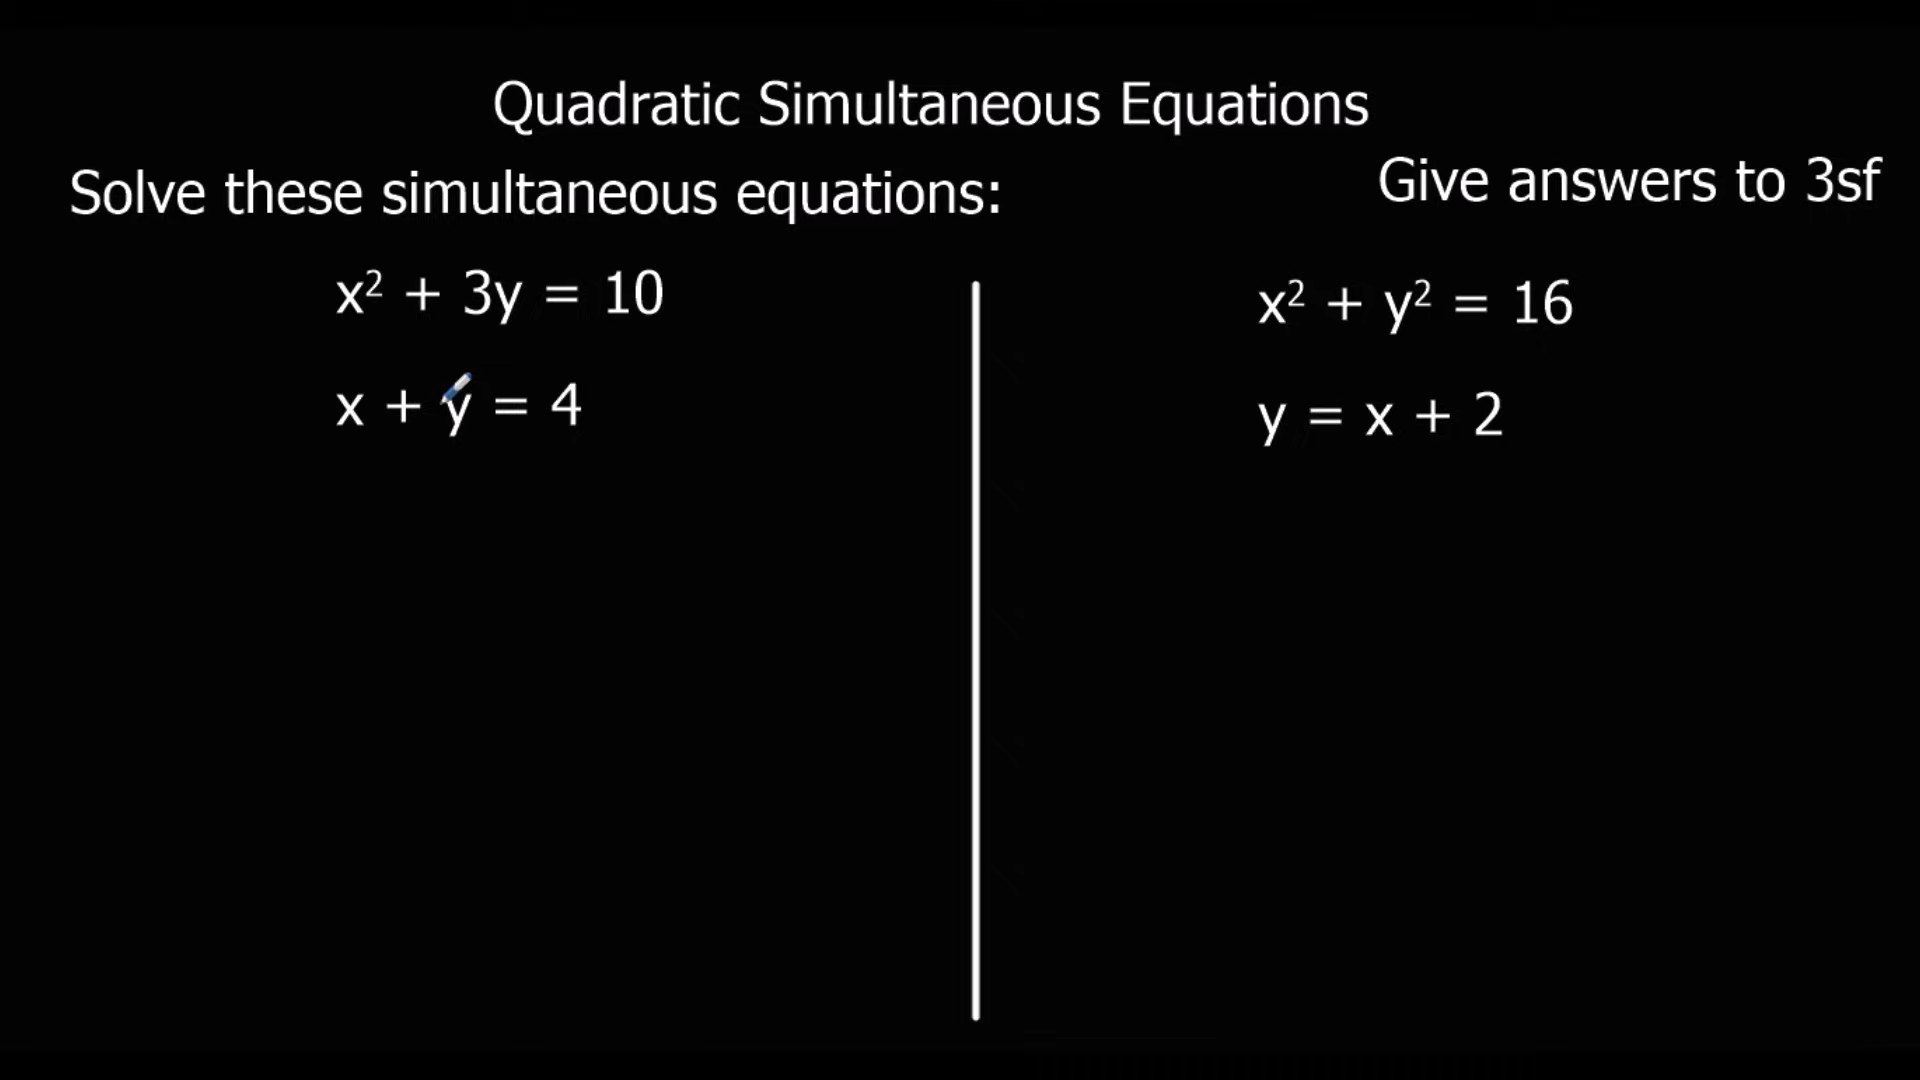 Quadratic Simultaneous Equations
Solve these simultaneous equations:
x² + 3y = 10
x + y = 4
Give answers to 3sf
x² + y² = 16
y = x + 2